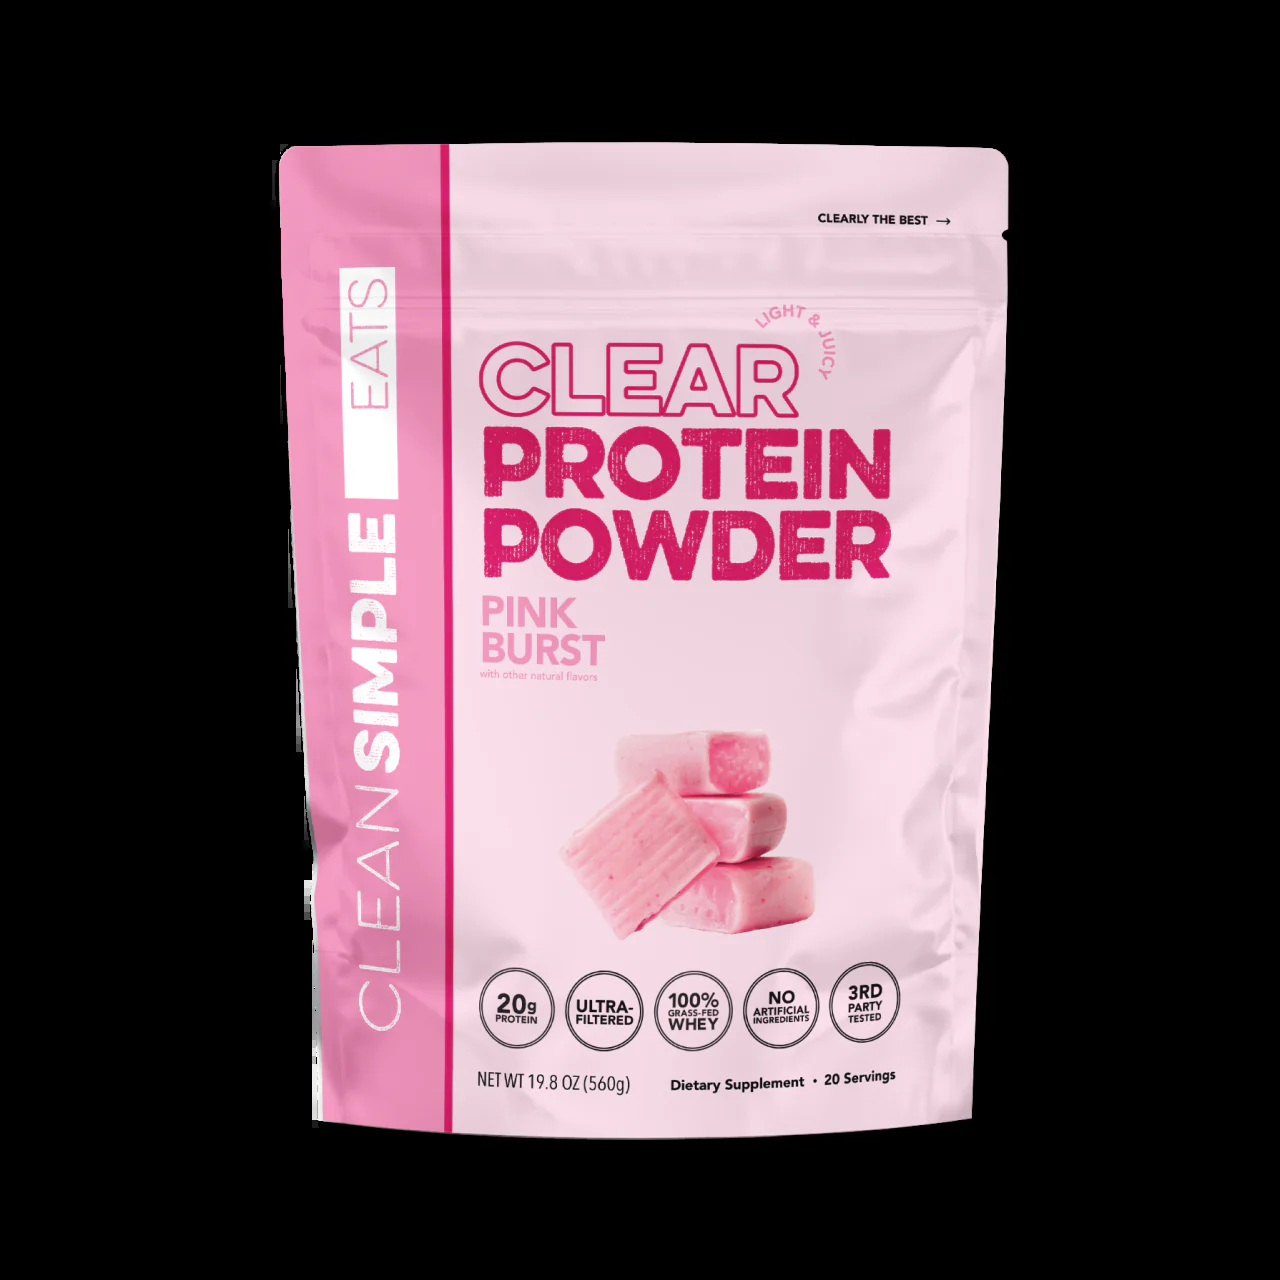 CLEARLY THE BEST →
LIGHT & JUICY
CLEAR
PROTEIN
POWDER
PINK
BURST
with other natural flavors
CLEAN SIMPLE EATS
20g
PROTEIN
ULTRA-
FILTERED
100%
GRASS-FED
WHEY
NO
ARTIFICIAL
INGREDIENTS
3RD
PARTY
TESTED
NET WT 19.8 OZ (560g)
Dietary Supplement • 20 Servings